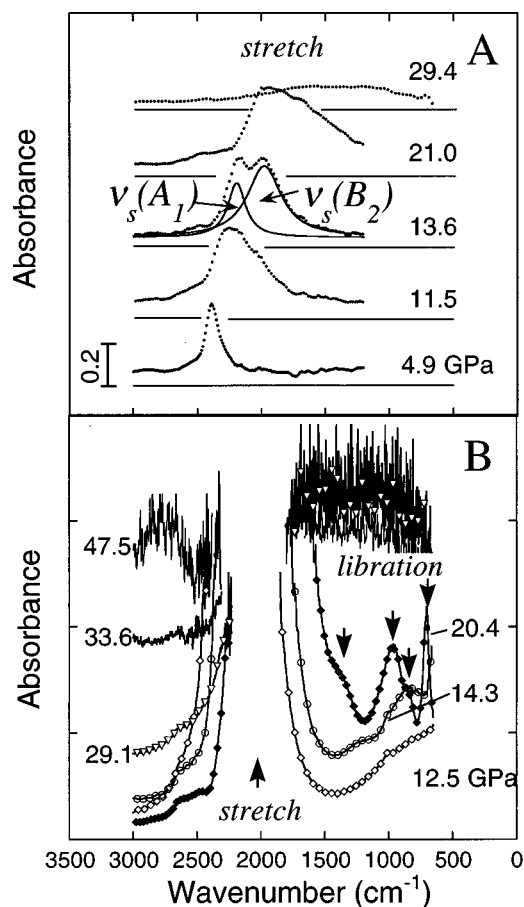 A
stretch
29.4
21.0
νs(A1)
νs(B2)
13.6
11.5
0.2
4.9 GPa
Absorbance
B
47.5
libration
33.6
20.4
14.3
29.1
12.5 GPa
stretch
Absorbance
3500 3000 2500 2000 1500 1000 500 0
Wavenumber (cm-1)